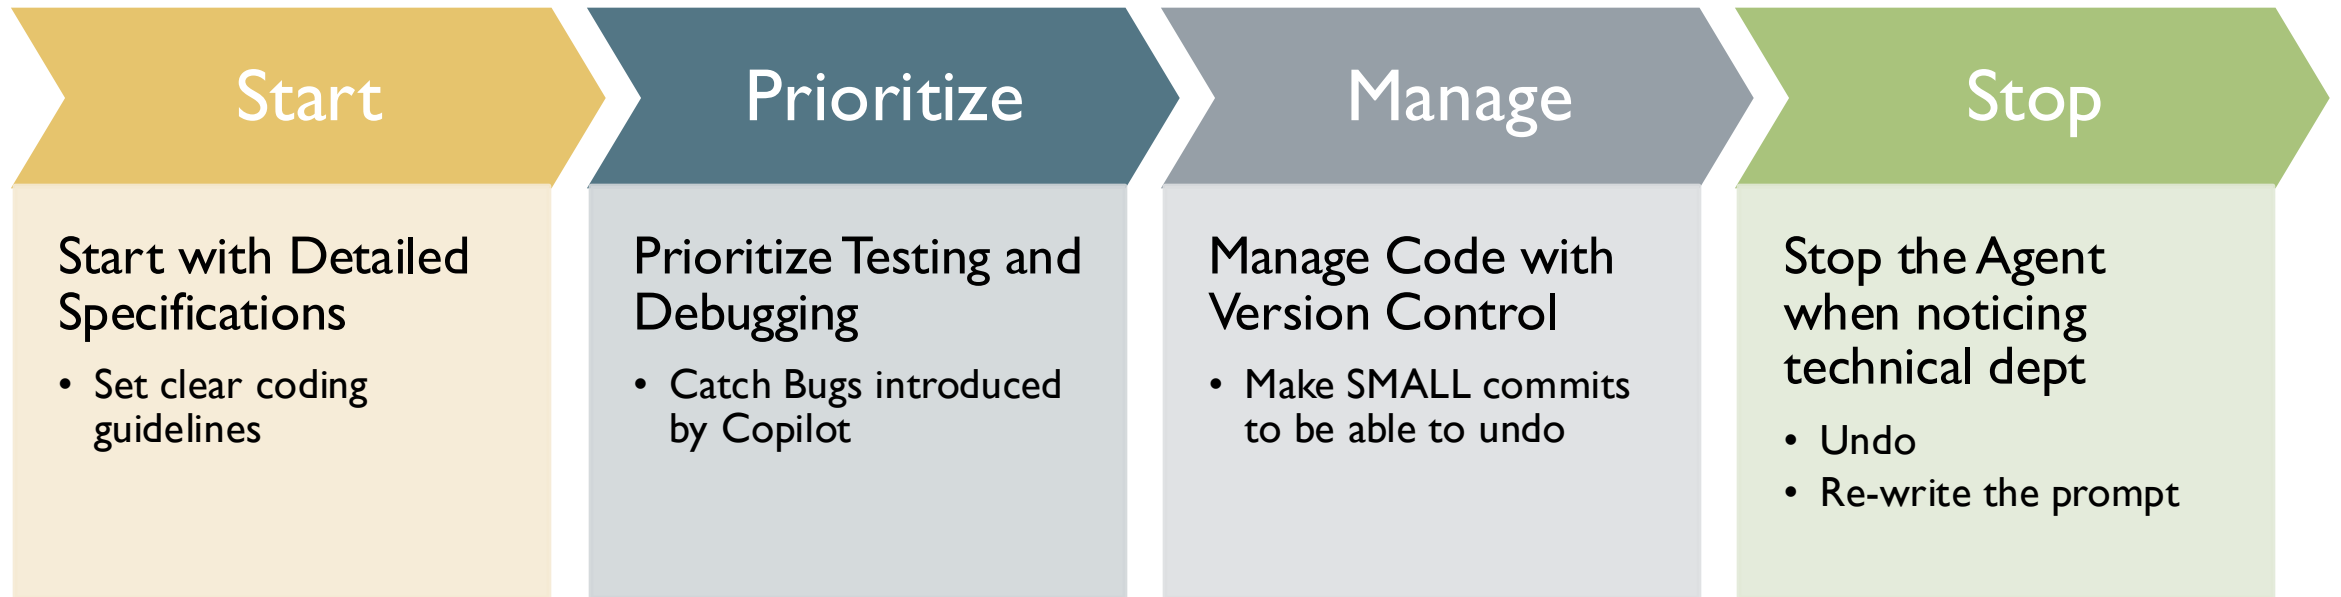 Start
Prioritize
Manage
Stop
Start with Detailed
Specifications
• Set clear coding
guidelines
Prioritize Testing and
Debugging
• Catch Bugs introduced
by Copilot
Manage Code with
Version Control
• Make SMALL commits
to be able to undo
Stop the Agent
when noticing
technical dept
• Undo
• Re-write the prompt